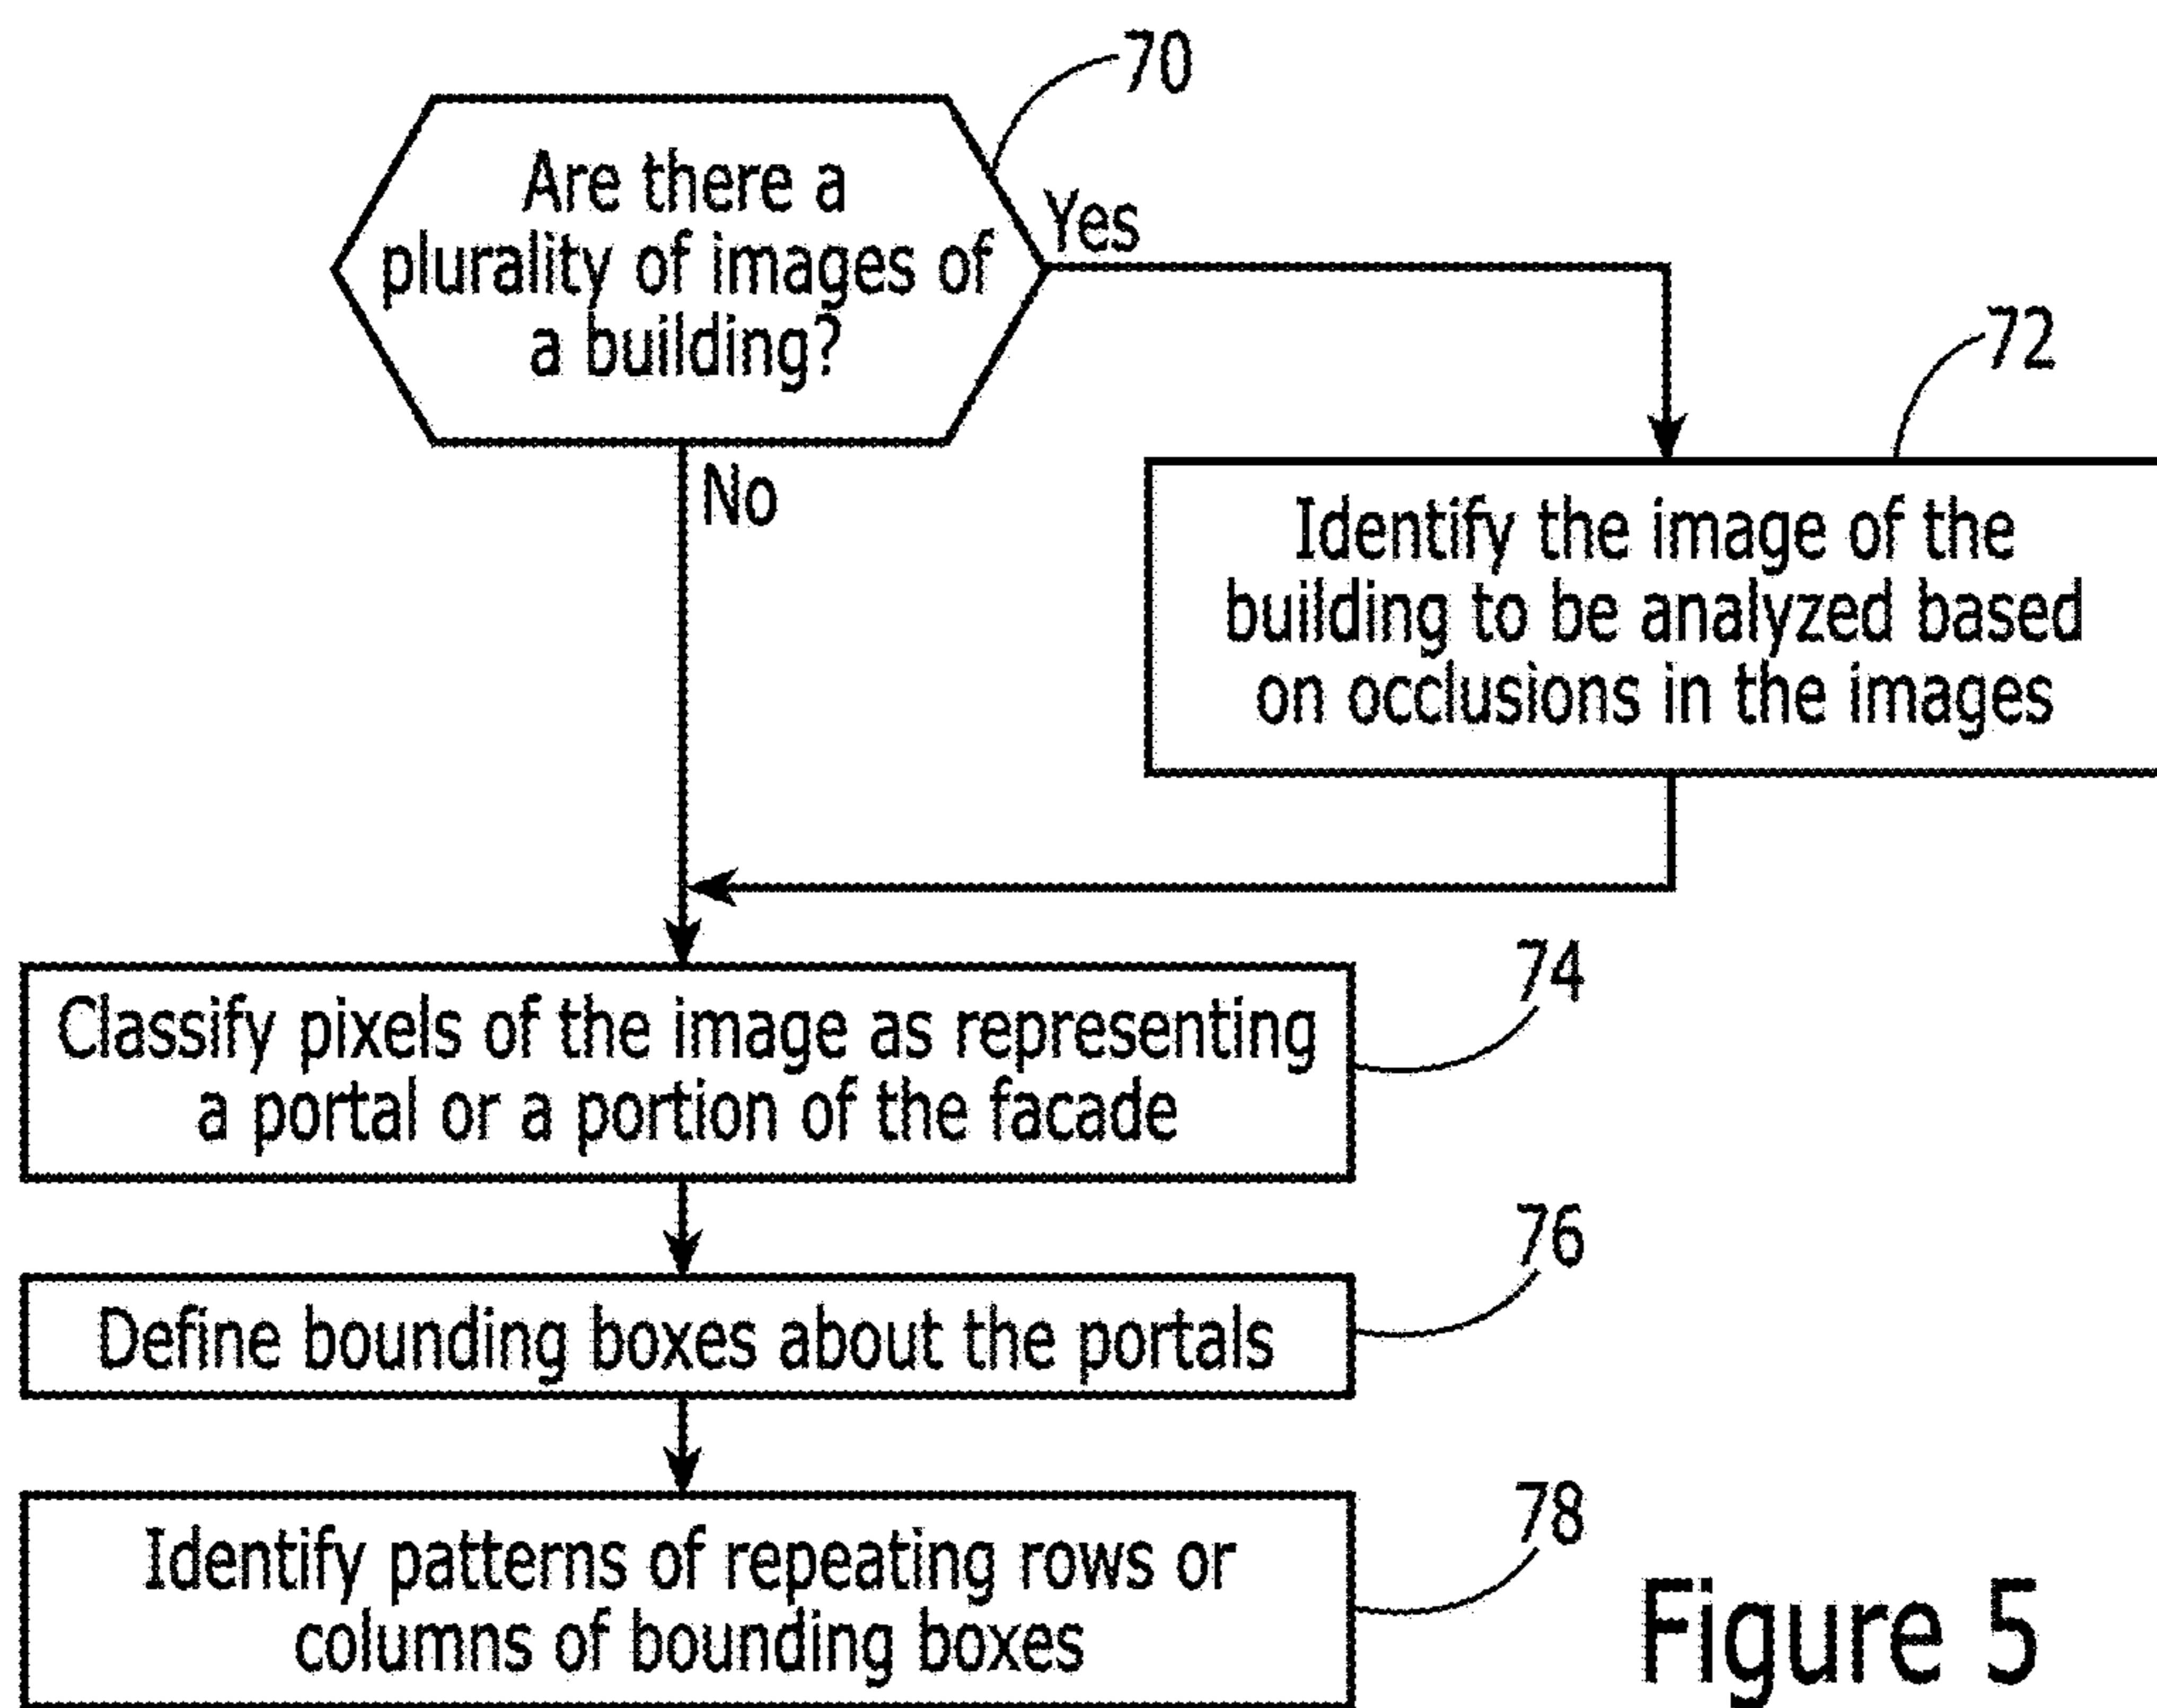 70
Are there a
plurality of images of
a building?
Yes
No
72
Identify the image of the
building to be analyzed based
on occlusions in the images
74
Classify pixels of the image as representing
a portal or a portion of the facade
76
Define bounding boxes about the portals
78
Identify patterns of repeating rows or
columns of bounding boxes
Figure 5